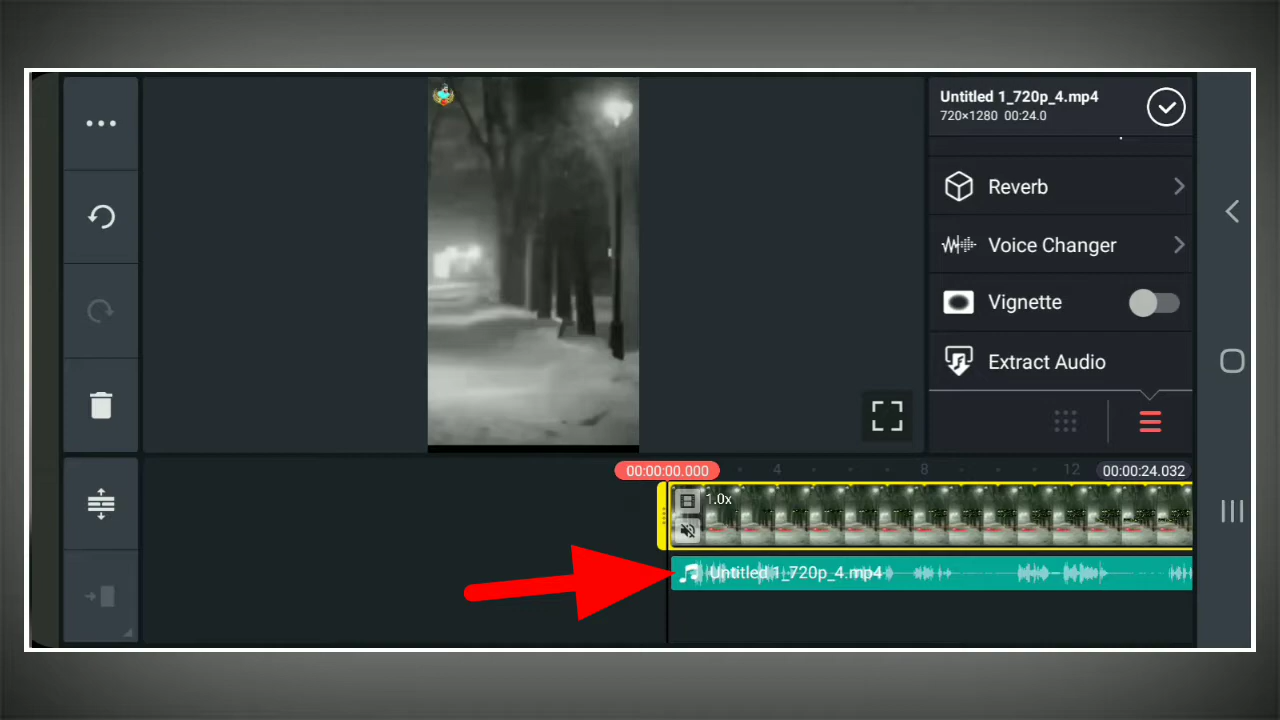 Untitled 1_720p_4.mp4
720×1280 00:24.0
Reverb
Voice Changer
Vignette
Extract Audio
00:00:00.000 4 8 12 00:00:24.032
1.0x
Untitled 1_720p_4.mp4